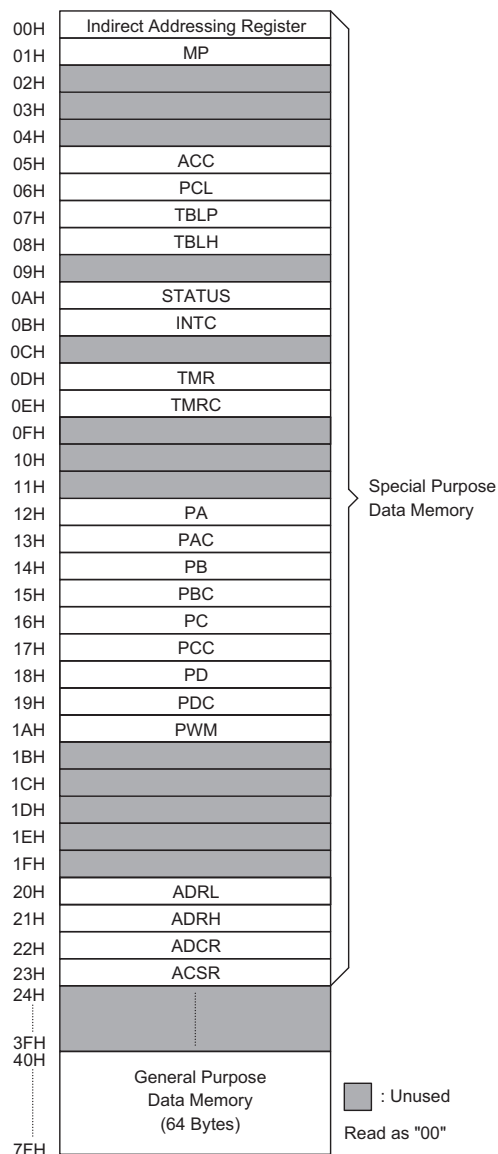 00H Indirect Addressing Register
01H MP
02H
03H
04H
05H ACC
06H PCL
07H TBLP
08H TBLH
09H
0AH STATUS
0BH INTC
0CH
0DH TMR
0EH TMRC
0FH
10H
11H
Special Purpose
Data Memory
12H PA
13H PAC
14H PB
15H PBC
16H PC
17H PCC
18H PD
19H PDC
1AH PWM
1BH
1CH
1DH
1EH
1FH
20H ADRL
21H ADRH
22H ADCR
23H ACSR
24H
3FH
40H
General Purpose
Data Memory
(64 Bytes)
: Unused
Read as "00"
7FH